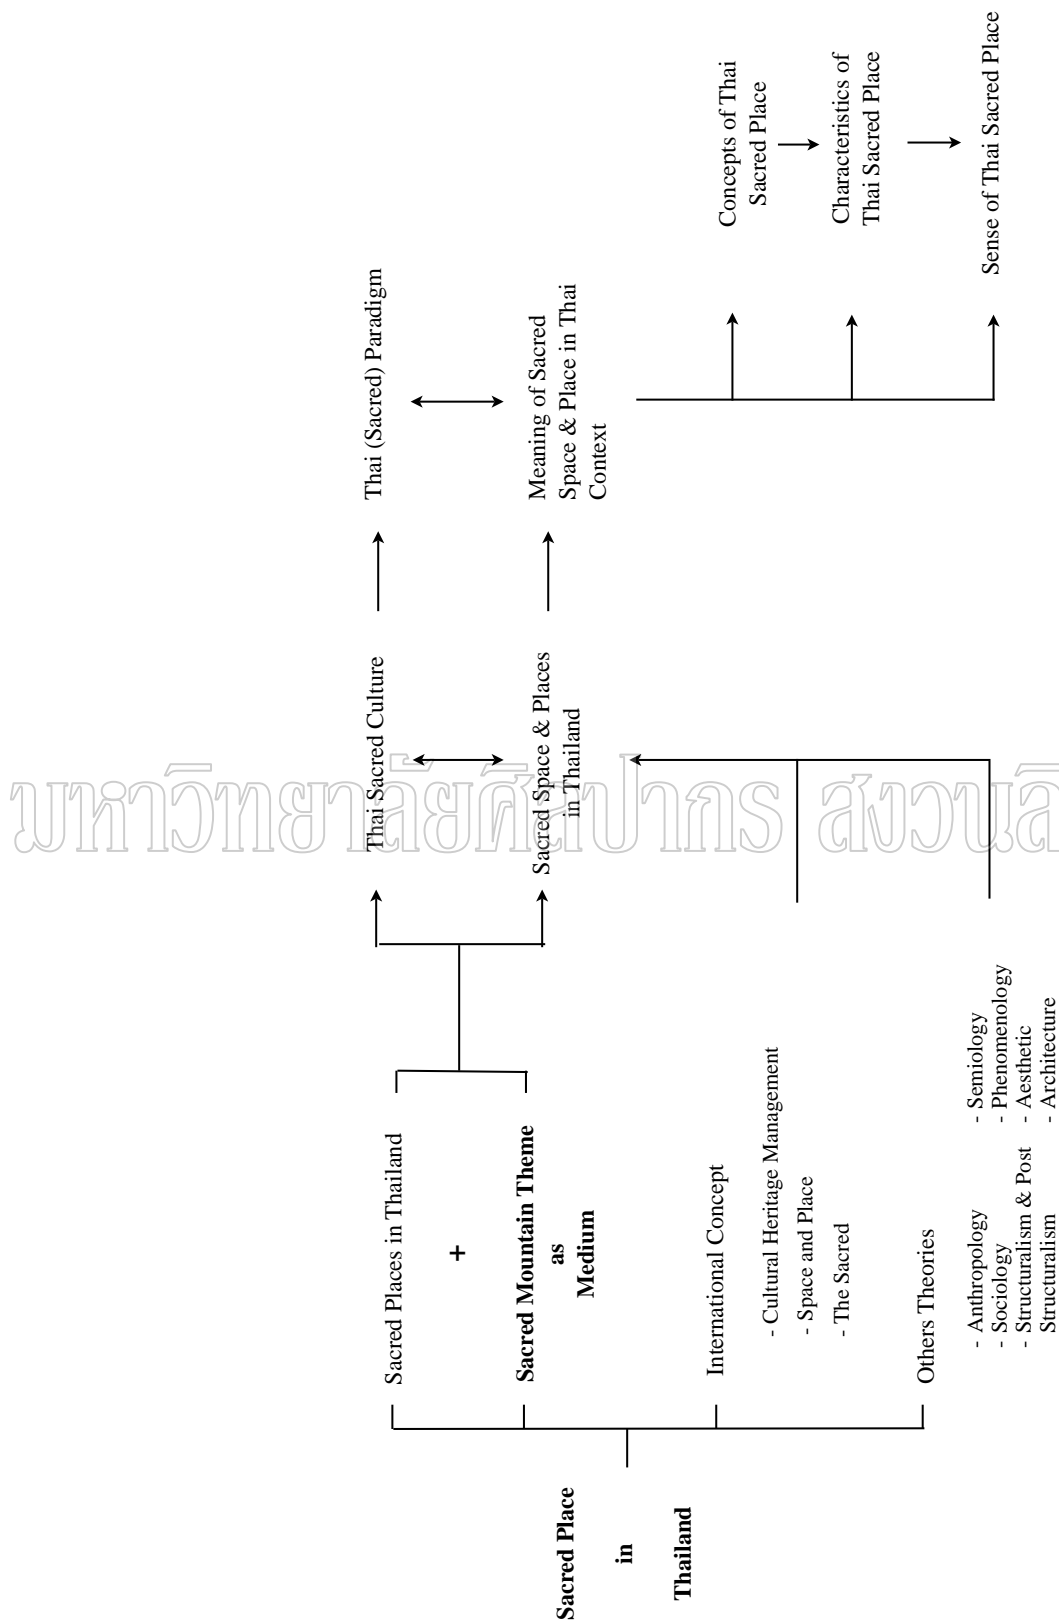 Sacred Place
in
Thailand
Sacred Places in Thailand
+
Sacred Mountain Theme
as
Medium
International Concept
- Cultural Heritage Management
- Space and Place
- The Sacred
Others Theories
- Anthropology
- Sociology
- Structuralism & Post
Structuralism
- Semiology
- Phenomenology
- Aesthetic
- Architecture
Thai Sacred Culture
Sacred Space & Places
in Thailand
Thai (Sacred) Paradigm
Meaning of Sacred
Space & Place in Thai
Context
Concepts of Thai
Sacred Place
Characteristics of
Thai Sacred Place
Sense of Thai Sacred Place
มหาวิทยาลัยศิลปากร สงวนลิ